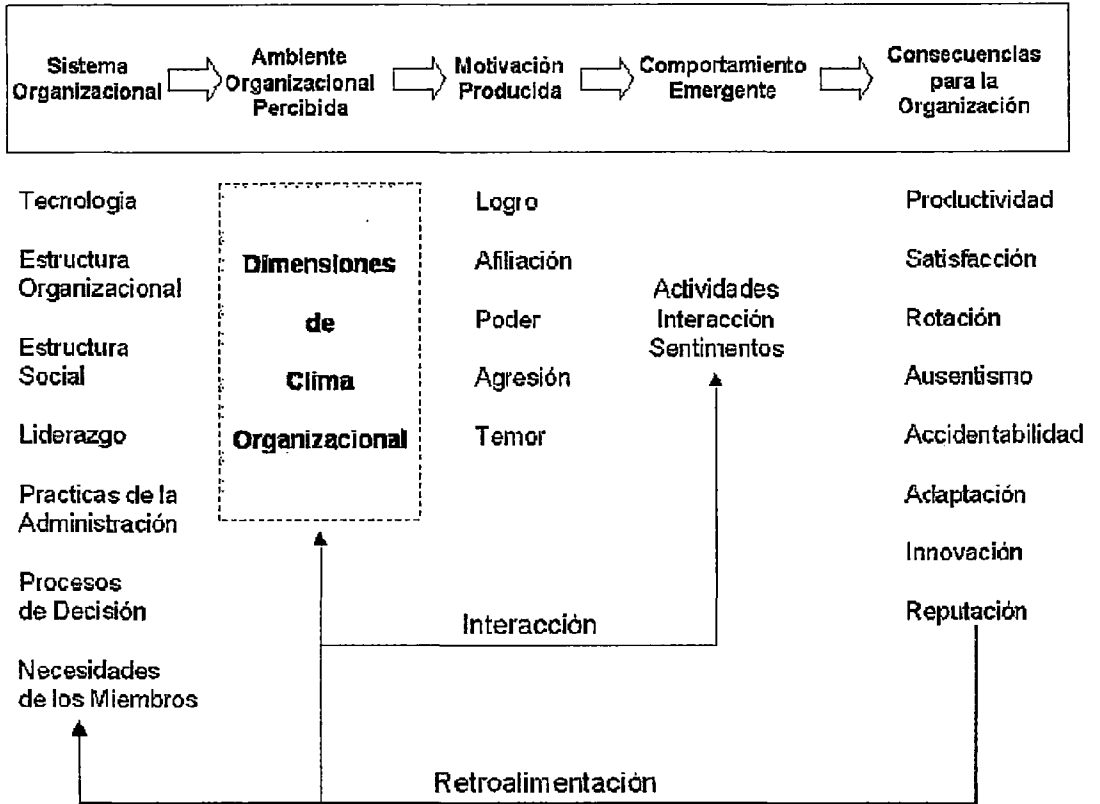 Sistema
Organizacional
Ambiente
Organizacional
Percibida
Motivación
Producida
Comportamiento
Emergente
Consecuencias
para la
Organización
Tecnologia
Estructura
Organizacional
Estructura
Social
Liderazgo
Practicas de la
Administración
Procesos
de Decisión
Necesidades
de los Miembros
Dimensiones
de
Clima
Organizacional
Logro
Afiliación
Poder
Agresión
Temor
Actividades
Interacción
Sentimentos
Productividad
Satisfacción
Rotación
Ausentismo
Accidentabilidad
Adaptación
Innovación
Reputación
Interacción
Retroalimentación